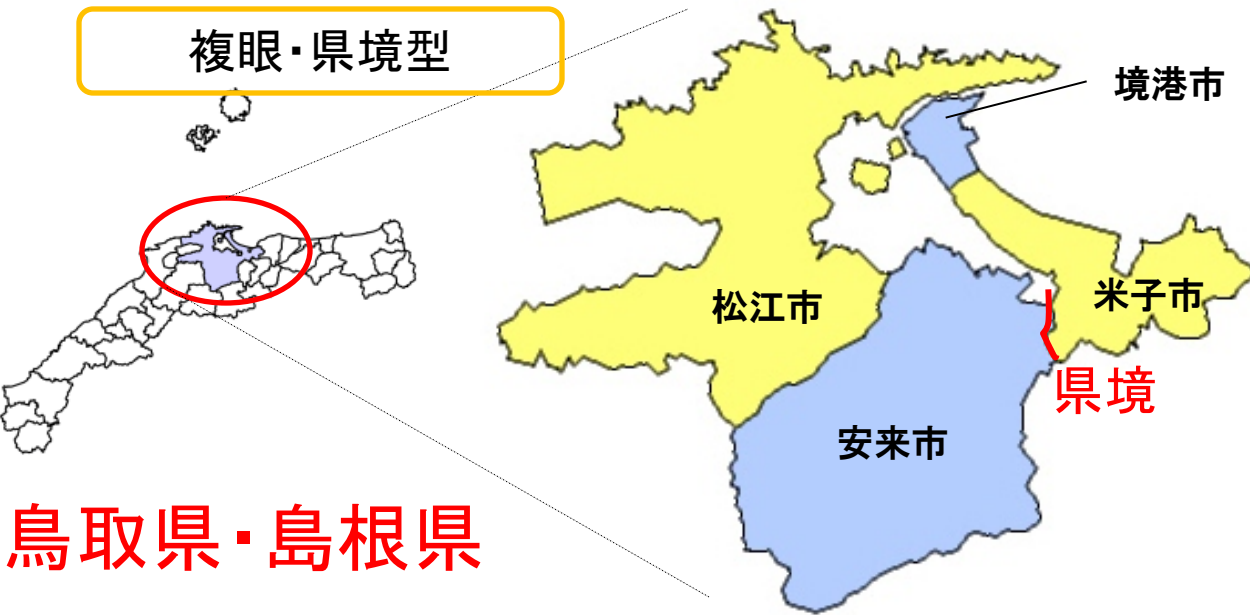 複眼・県境型
境港市
松江市
米子市
県境
安来市
鳥取県・島根県